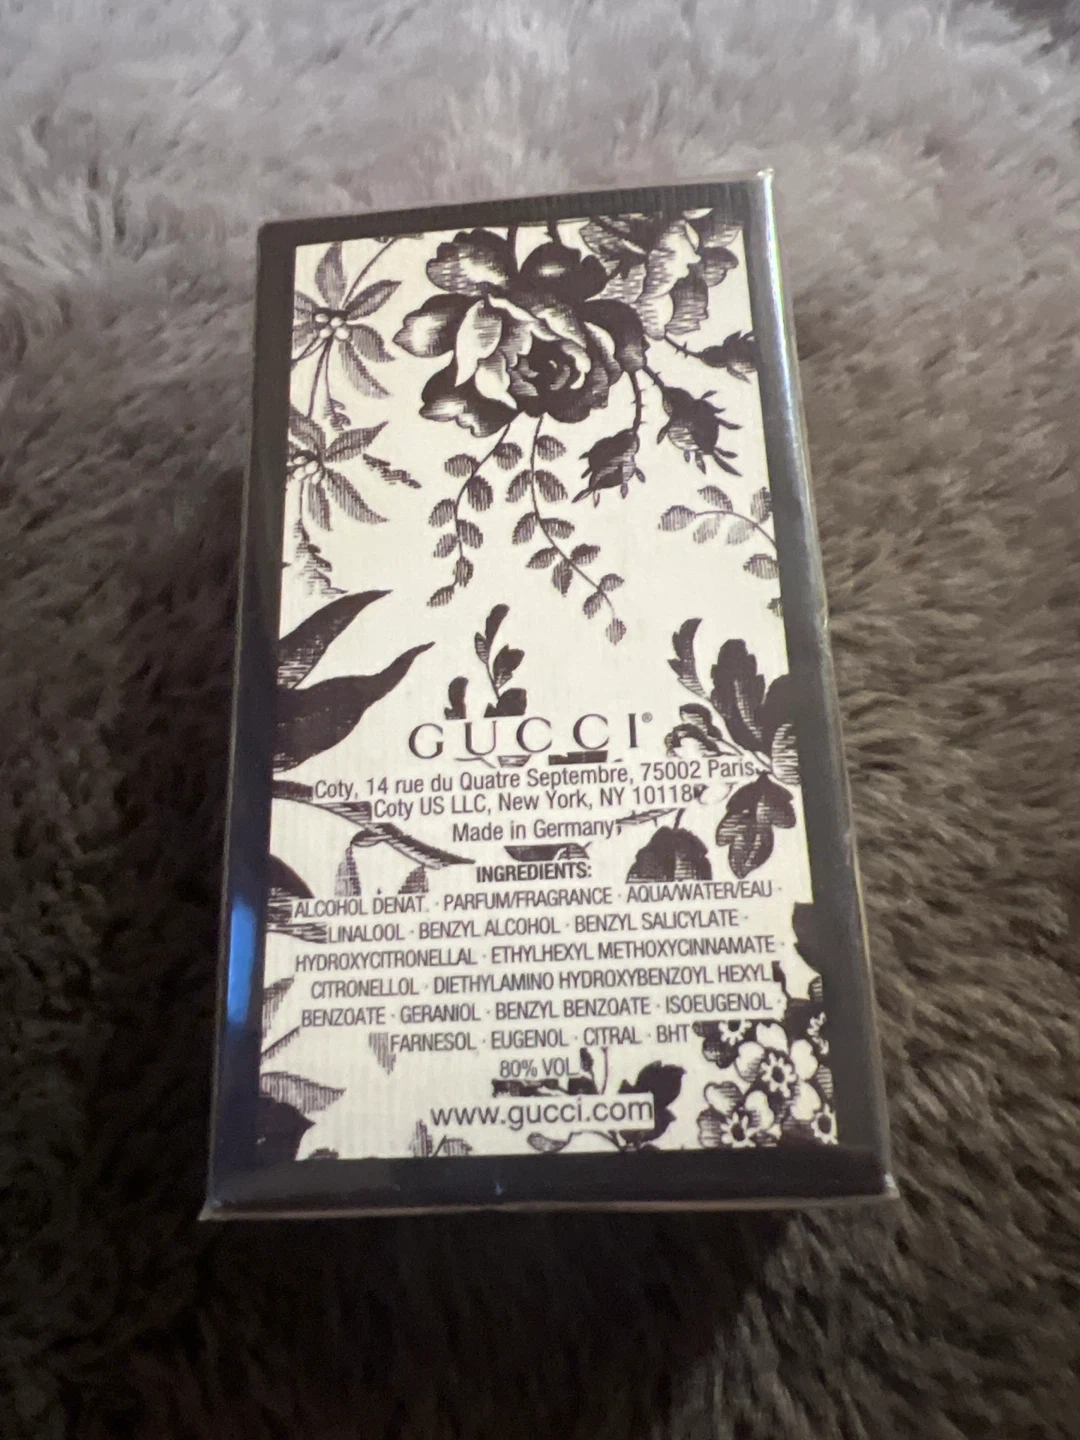 GUCCI®
Coty, 14 rue du Quatre Septembre, 75002 Paris.
Coty US LLC, New York, NY 10118
Made in Germany
INGREDIENTS:
ALCOHOL DENAT. · PARFUM/FRAGRANCE · AQUA/WATER/EAU ·
LINALOOL · BENZYL ALCOHOL · BENZYL SALICYLATE ·
HYDROXYCITRONELLAL · ETHYLHEXYL METHOXYCINNAMATE ·
CITRONELLOL · DIETHYLAMINO HYDROXYBENZOYL HEXYL
BENZOATE · GERANIOL · BENZYL BENZOATE · ISOEUGENOL ·
FARNESOL · EUGENOL · CITRAL · BHT
80% VOL.
www.gucci.com